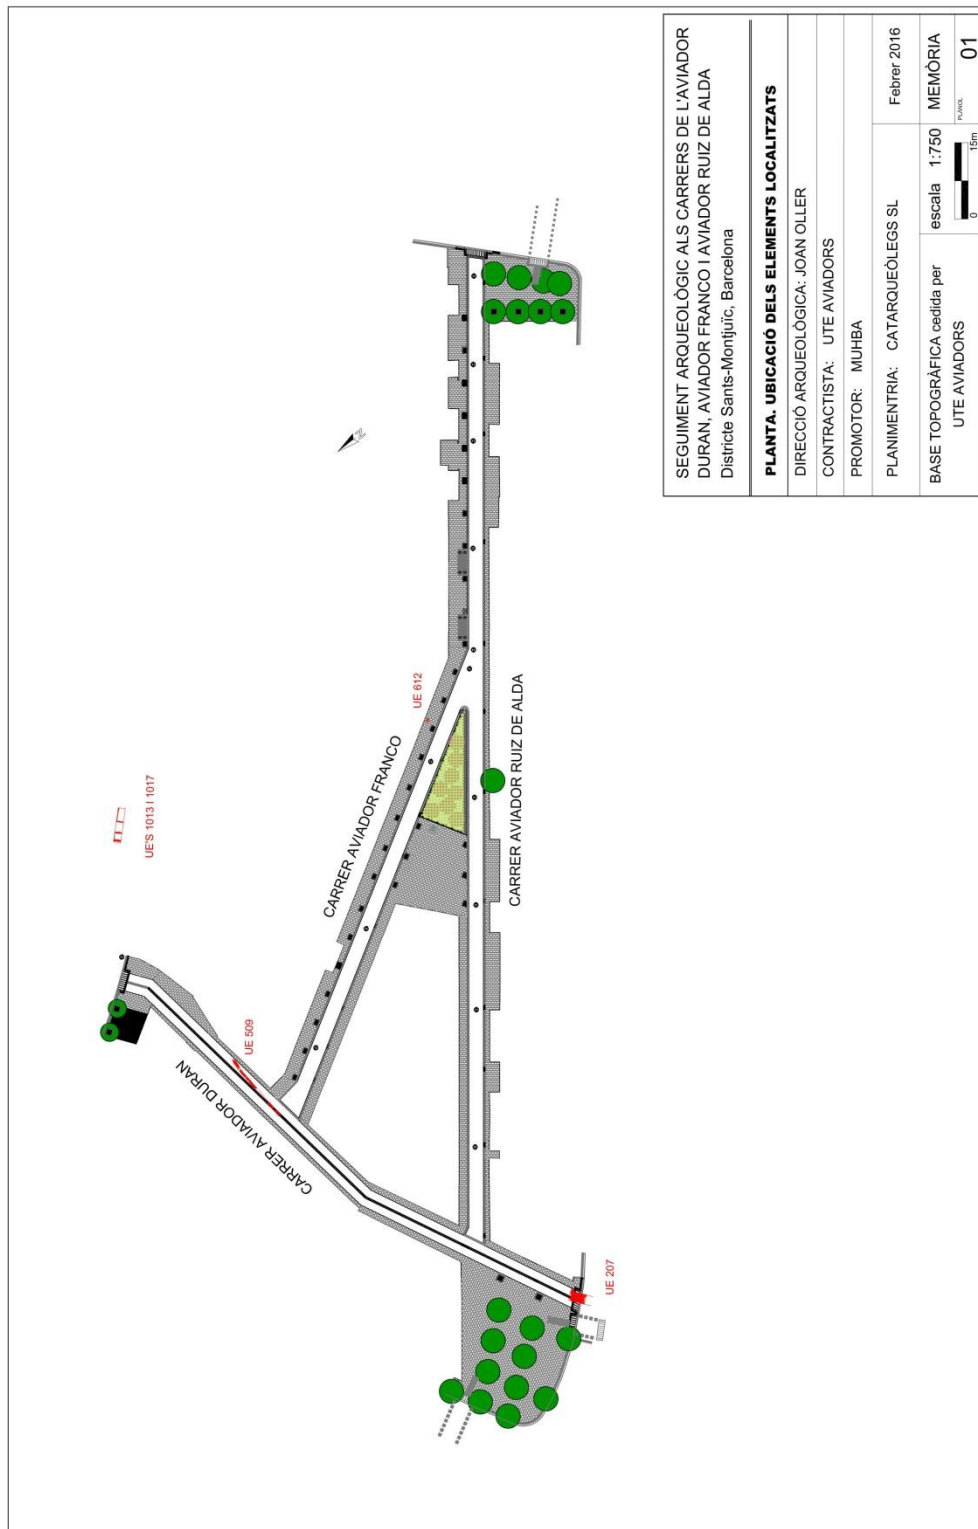 SEGUIMENT ARQUEOLÒGIC ALS CARRERS DE L'AVIADOR
DURAN, AVIADOR FRANCO I AVIADOR RUIZ DE ALDA
Districte Sants-Montjuïc, Barcelona
PLANTA. UBICACIÓ DELS ELEMENTS LOCALITZATS
DIRECCIÓ ARQUEOLÒGICA: JOAN OLLER
CONTRACTISTA: UTE AVIADORS
PROMOTOR: MUHBA
PLANIMENTRIA: CATARQUEÒLEGS SL
Febrer 2016
BASE TOPOGRÀFICA cedida per
UTE AVIADORS
escala 1:750
0 15m
MEMÒRIA
PLÀNOL
01
N
UE'S 1013 I 1017
UE 612
CARRER AVIADOR FRANCO
CARRER AVIADOR RUIZ DE ALDA
UE 509
CARRER AVIADOR DURAN
UE 207